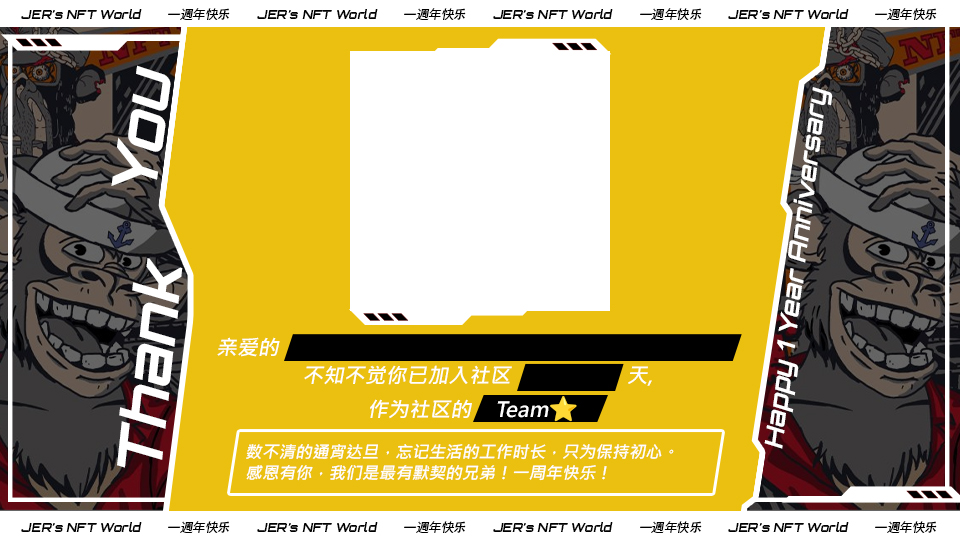 JER's NFT World 一週年快乐 JER's NFT World 一週年快乐 JER's NFT World 一週年快乐 JER's NFT World 一週年快乐
Thank You
亲爱的
不知不觉你已加入社区 天,
作为社区的 Team⭐
数不清的通宵达旦，忘记生活的工作时长，只为保持初心。
感恩有你，我们是最有默契的兄弟！一周年快乐！
Happy 1 Year Anniversary
JER's NFT World 一週年快乐 JER's NFT World 一週年快乐 JER's NFT World 一週年快乐 JER's NFT World 一週年快乐